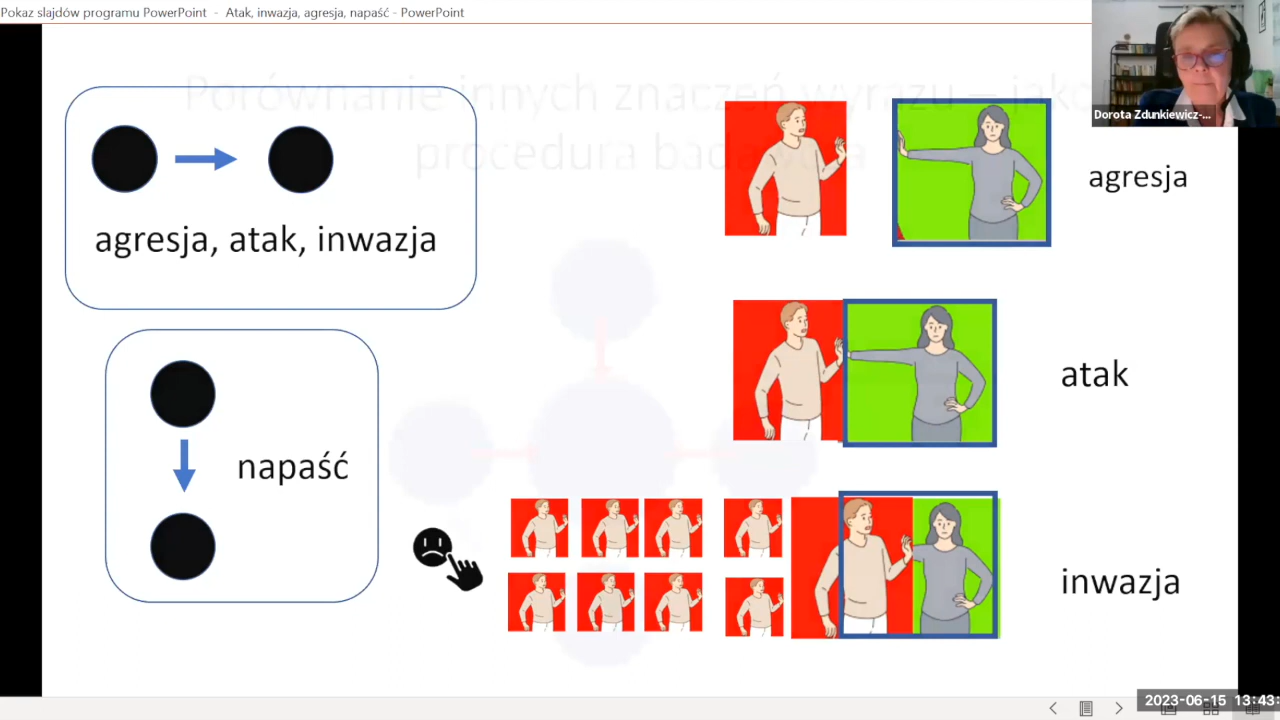 Pokaz slajdów programu PowerPoint - Atak, inwazja, agresja, napaść - PowerPoint
Porównanie innych znaczeń wyrazu – jako
procedura badawcza
Dorota Zdunkiewicz-...
agresja, atak, inwazja
napaść
agresja
atak
inwazja
2023-06-15 13:43: